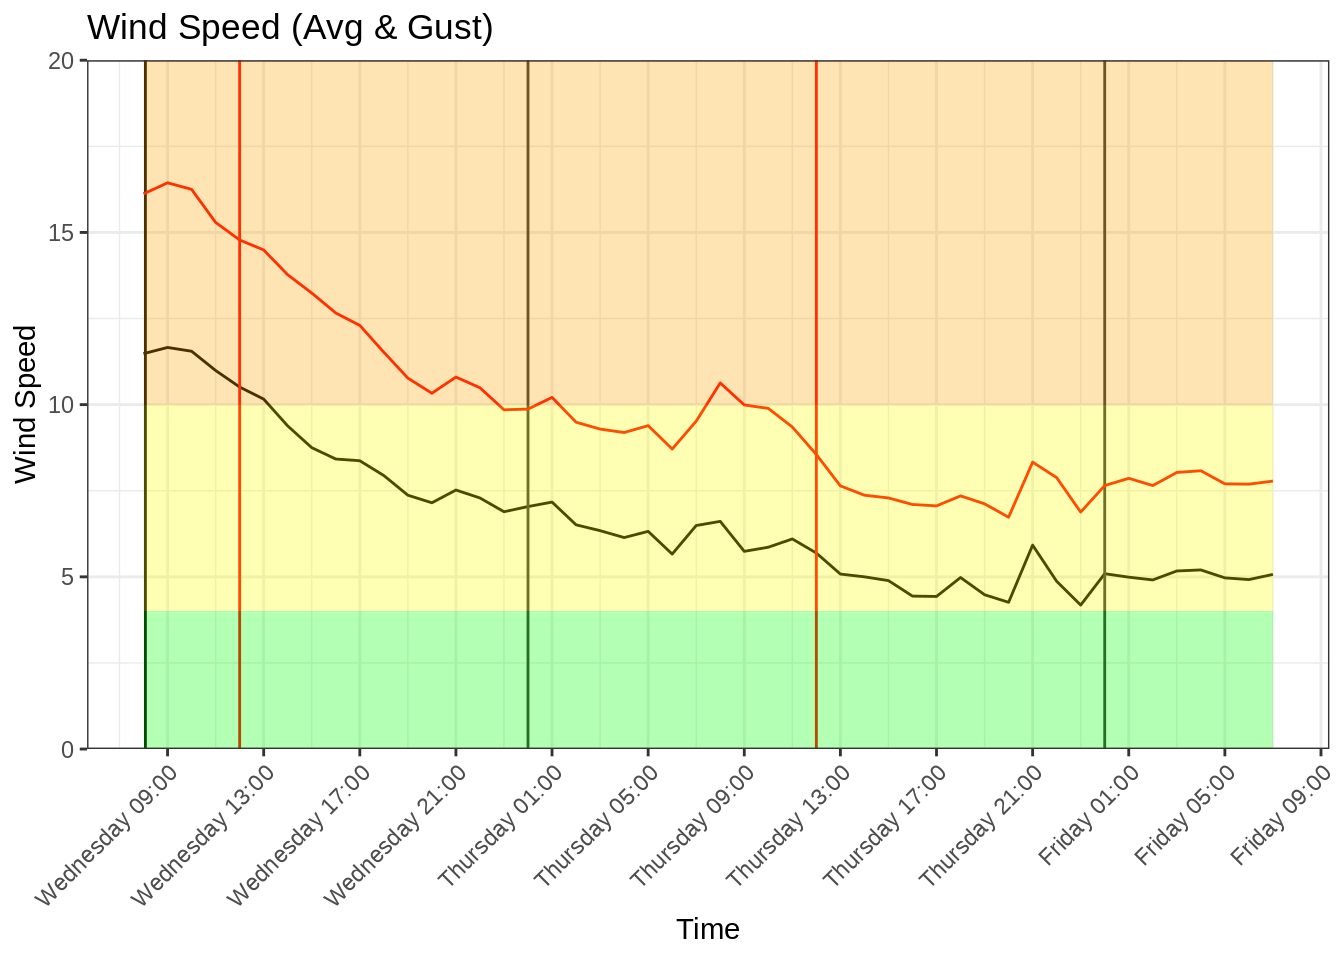 Wind Speed (Avg & Gust)
20
15
10
5
0
Wind Speed
Wednesday 09:00
Wednesday 13:00
Wednesday 17:00
Wednesday 21:00
Thursday 01:00
Thursday 05:00
Thursday 09:00
Thursday 13:00
Thursday 17:00
Thursday 21:00
Friday 01:00
Friday 05:00
Friday 09:00
Time